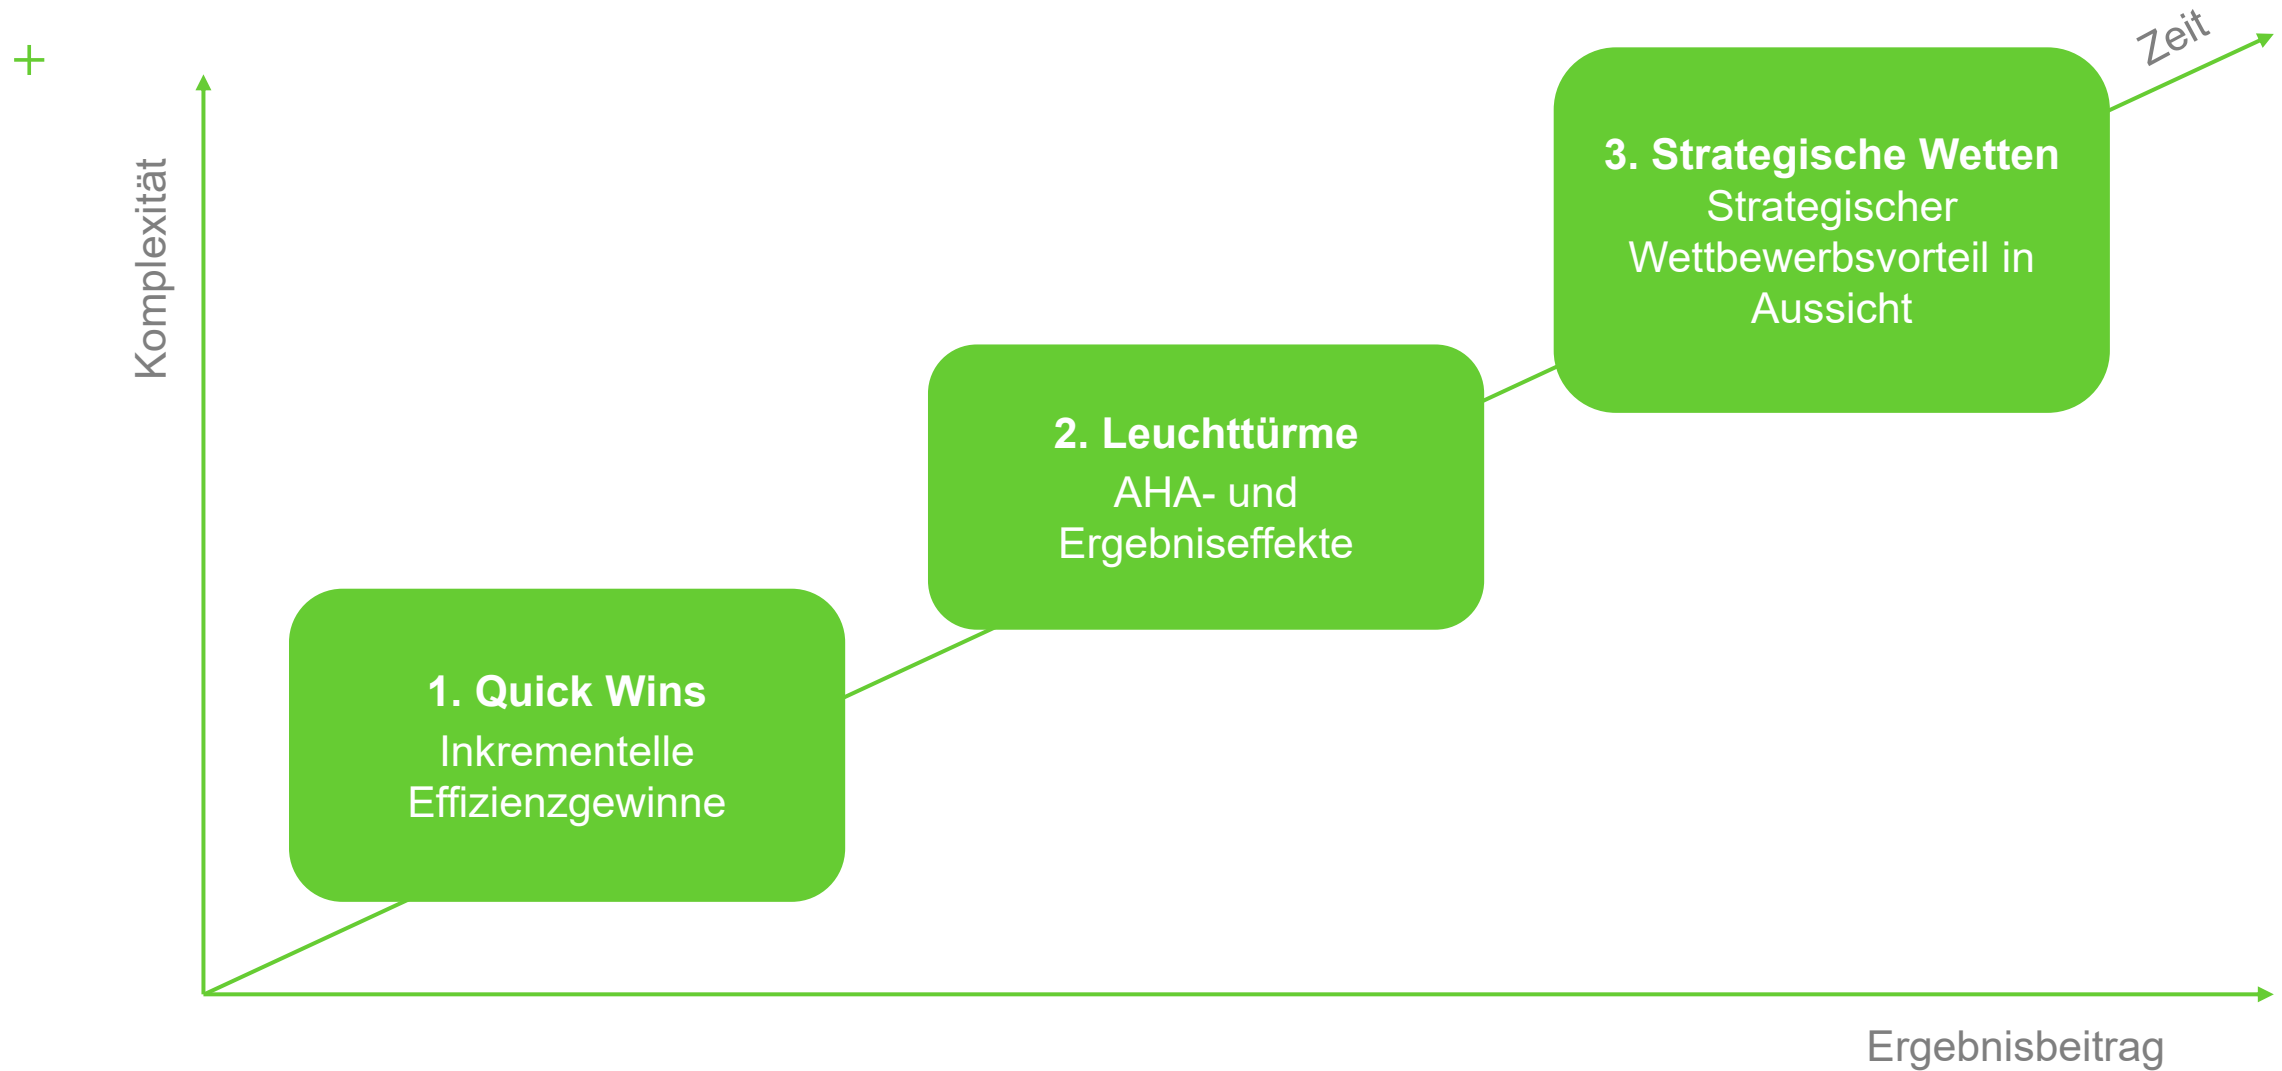 +
Zeit
Komplexität
3. Strategische Wetten
Strategischer
Wettbewerbsvorteil in
Aussicht
2. Leuchttürme
AHA- und
Ergebniseffekte
1. Quick Wins
Inkrementelle
Effizienzgewinne
Ergebnisbeitrag